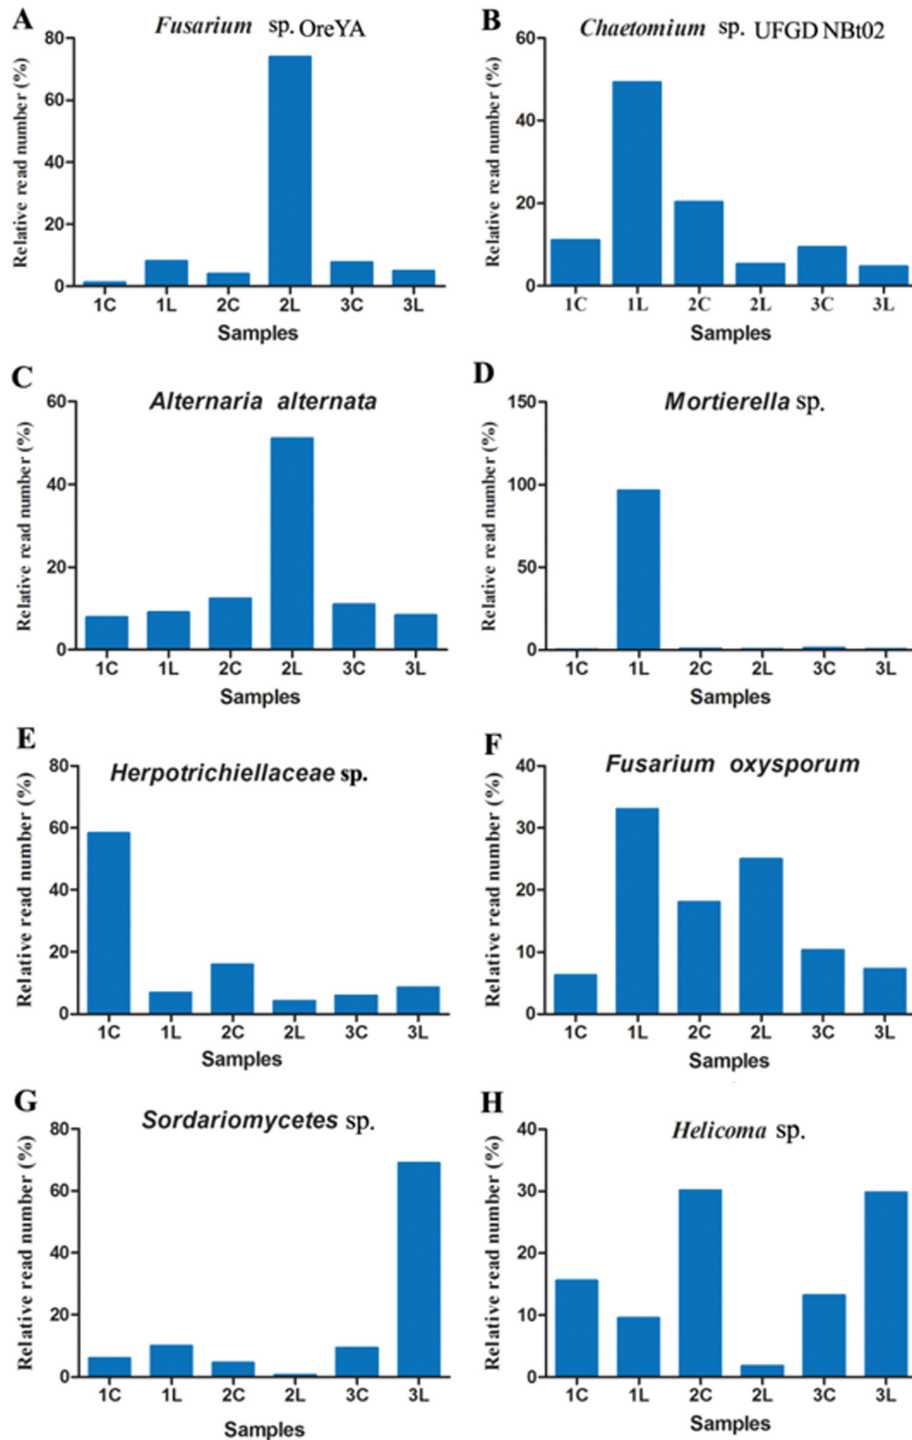 A
Fusarium sp. OreYA
Relative read number (%)
80
60
40
20
0
1C 1L 2C 2L 3C 3L
Samples
B
Chaetomium sp. UFGD NBt02
Relative read number (%)
60
40
20
0
1C 1L 2C 2L 3C 3L
Samples
C
Alternaria alternata
Relative read number (%)
60
40
20
0
1C 1L 2C 2L 3C 3L
Samples
D
Mortierella sp.
Relative read number (%)
150
100
50
0
1C 1L 2C 2L 3C 3L
Samples
E
Herpotrichiellaceae sp.
Relative read number (%)
80
60
40
20
0
1C 1L 2C 2L 3C 3L
Samples
F
Fusarium oxysporum
Relative read number (%)
40
30
20
10
0
1C 1L 2C 2L 3C 3L
Samples
G
Sordariomycetes sp.
Relative read number (%)
80
60
40
20
0
1C 1L 2C 2L 3C 3L
Samples
H
Helicoma sp.
Relative read number (%)
40
30
20
10
0
1C 1L 2C 2L 3C 3L
Samples